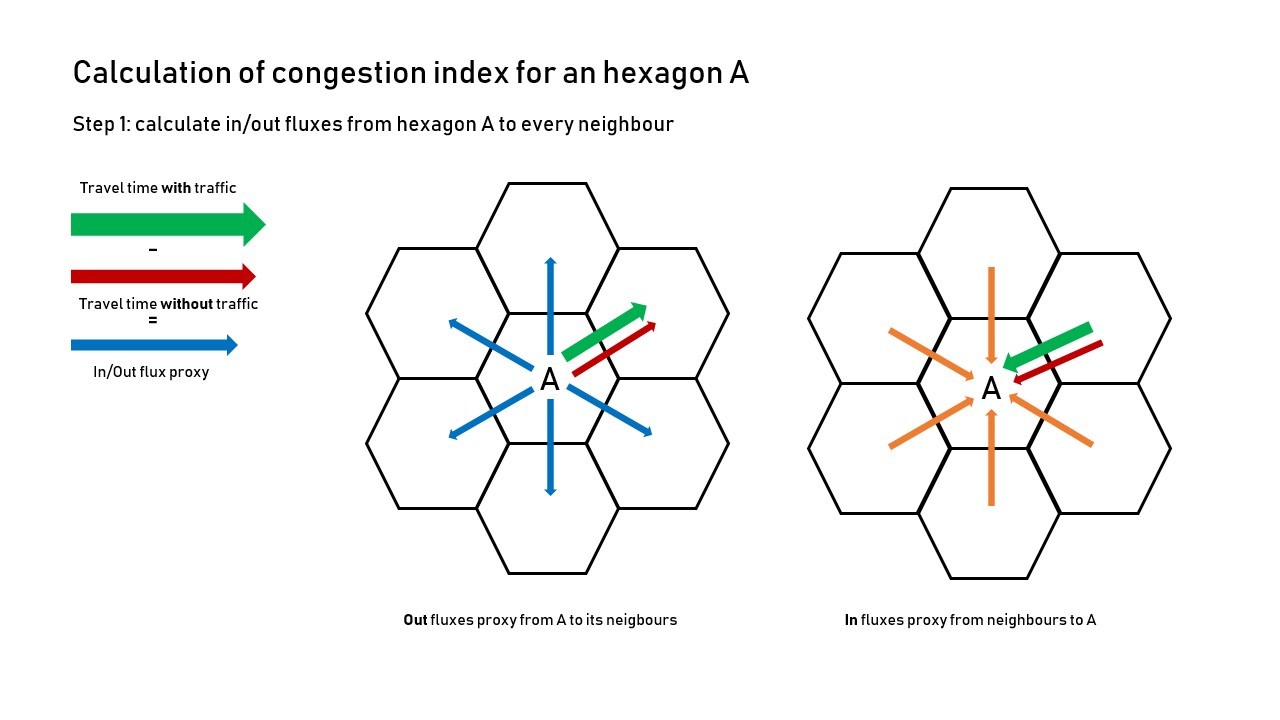 Calculation of congestion index for an hexagon A
Step 1: calculate in/out fluxes from hexagon A to every neighbour
Travel time with traffic
–
Travel time without traffic
=
In/Out flux proxy
A
A
Out fluxes proxy from A to its neigbours
In fluxes proxy from neighbours to A